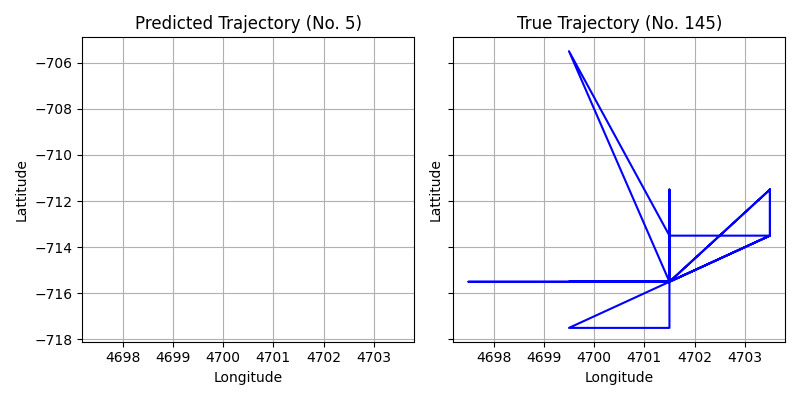 Predicted Trajectory (No. 5)
True Trajectory (No. 145)
Lattitude
−706
−708
−710
−712
−714
−716
−718
4698 4699 4700 4701 4702 4703
Longitude
Lattitude
4698 4699 4700 4701 4702 4703
Longitude